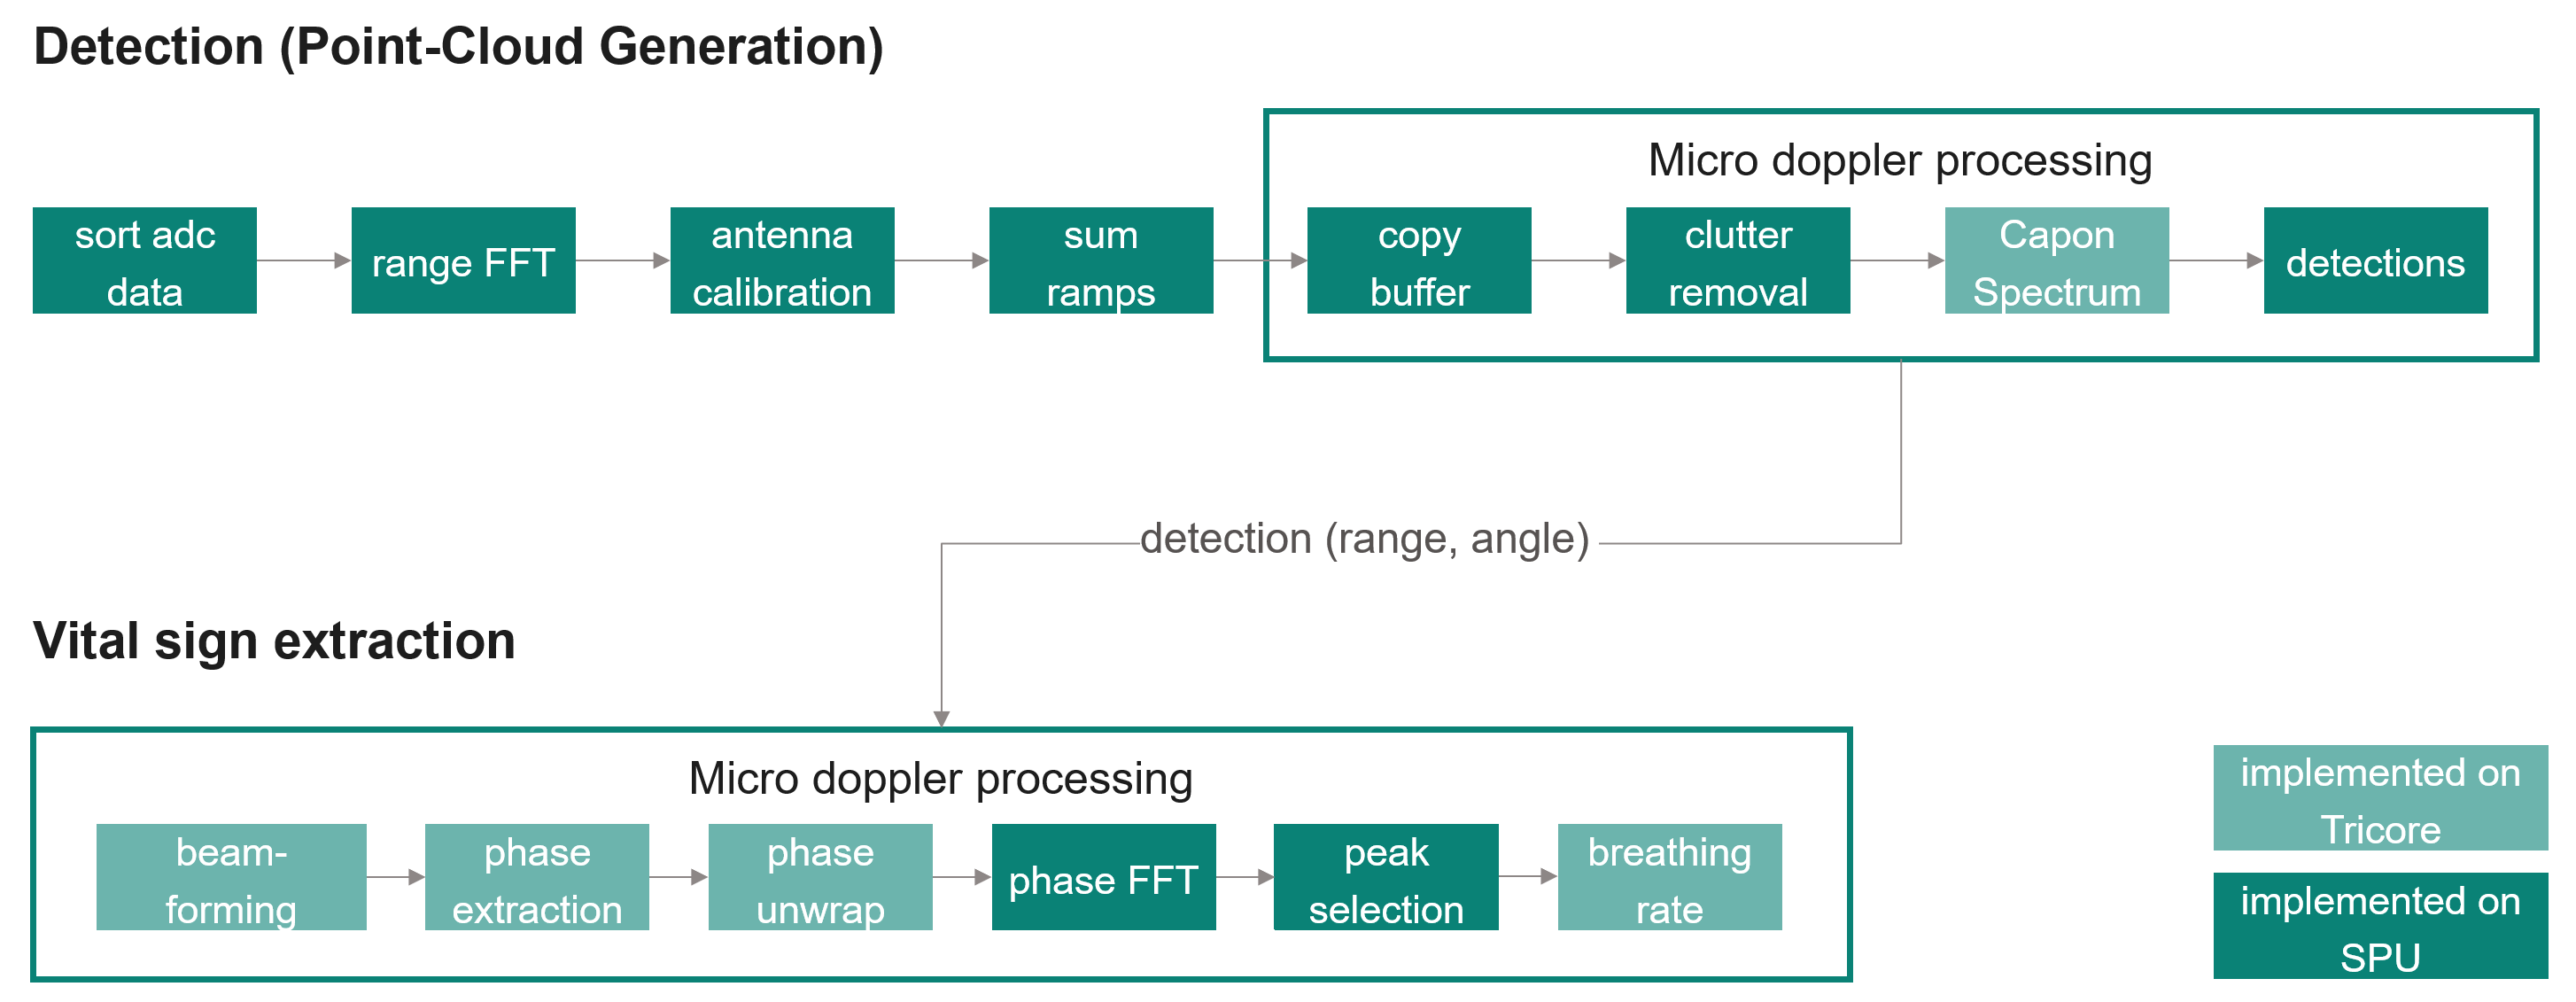 Detection (Point-Cloud Generation)
Micro doppler processing
sort adc
data
range FFT
antenna
calibration
sum
ramps
copy
buffer
clutter
removal
Capon
Spectrum
detections
detection (range, angle)
Vital sign extraction
Micro doppler processing
beam-
forming
phase
extraction
phase
unwrap
phase FFT
peak
selection
breathing
rate
implemented on
Tricore
implemented on
SPU